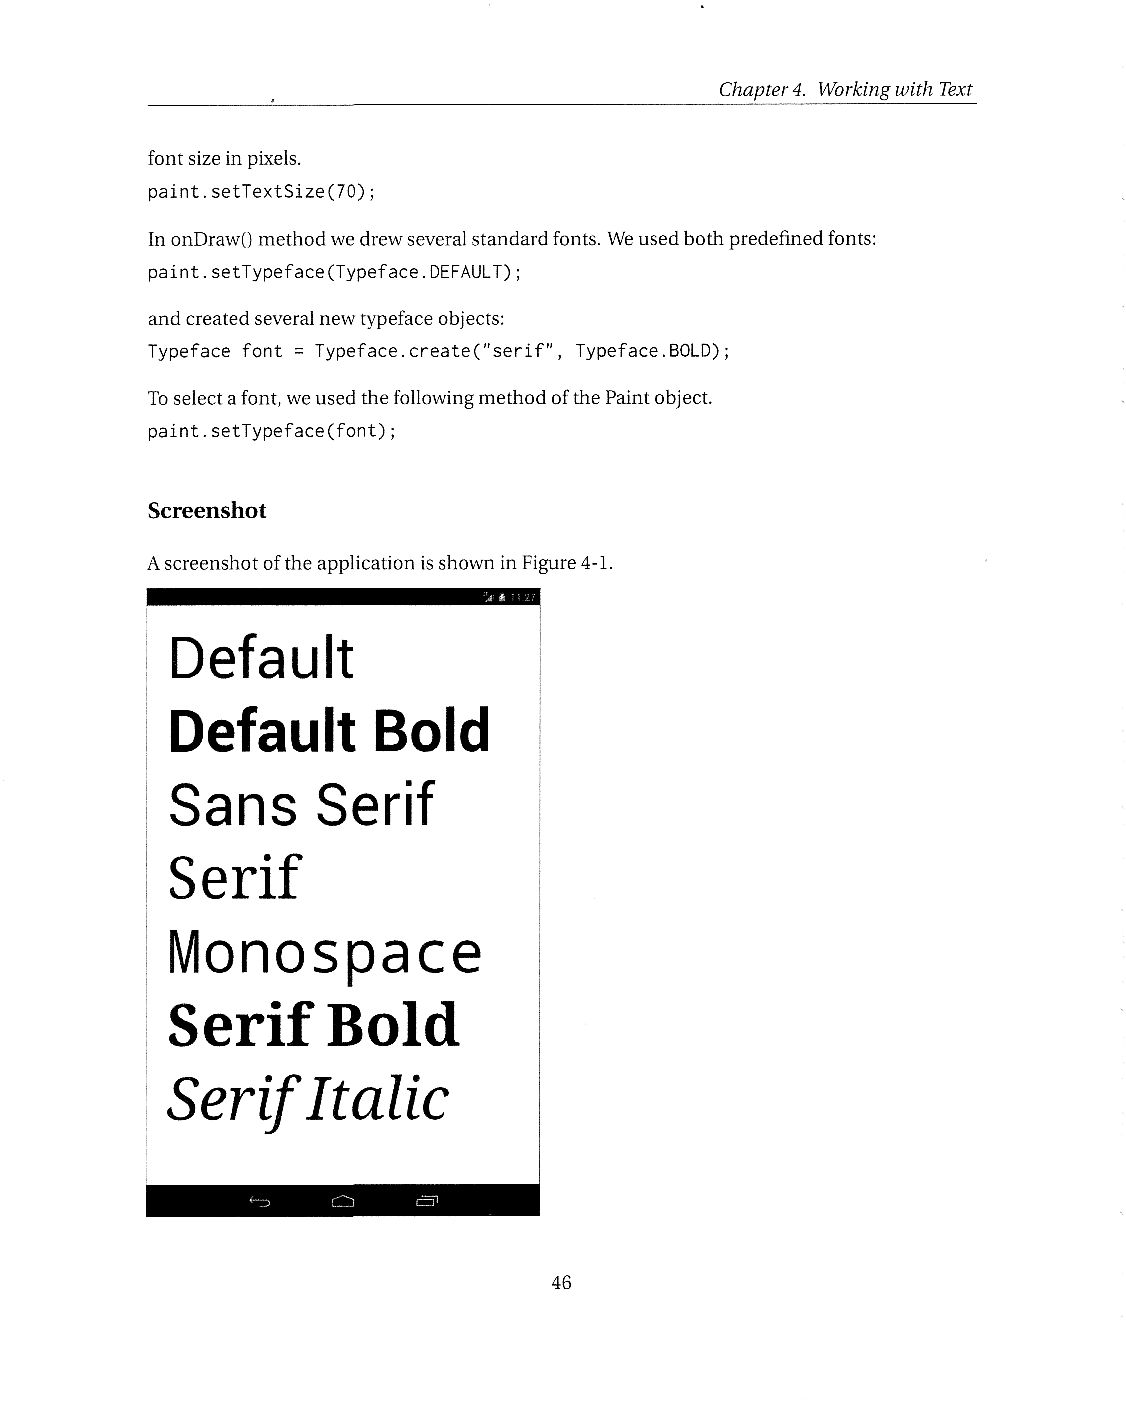 Chapter 4. Working with Text
font size in pixels.
paint.setTextSize(70);
In onDraw() method we drew several standard fonts. We used both predefined fonts:
paint.setTypeface(Typeface.DEFAULT);
and created several new typeface objects:
Typeface font = Typeface.create("serif", Typeface.BOLD);
To select a font, we used the following method of the Paint object.
paint.setTypeface(font);
Screenshot
A screenshot of the application is shown in Figure 4-1.
11:27
Default
Default Bold
Sans Serif
Serif
Monospace
Serif Bold
Serif Italic
46